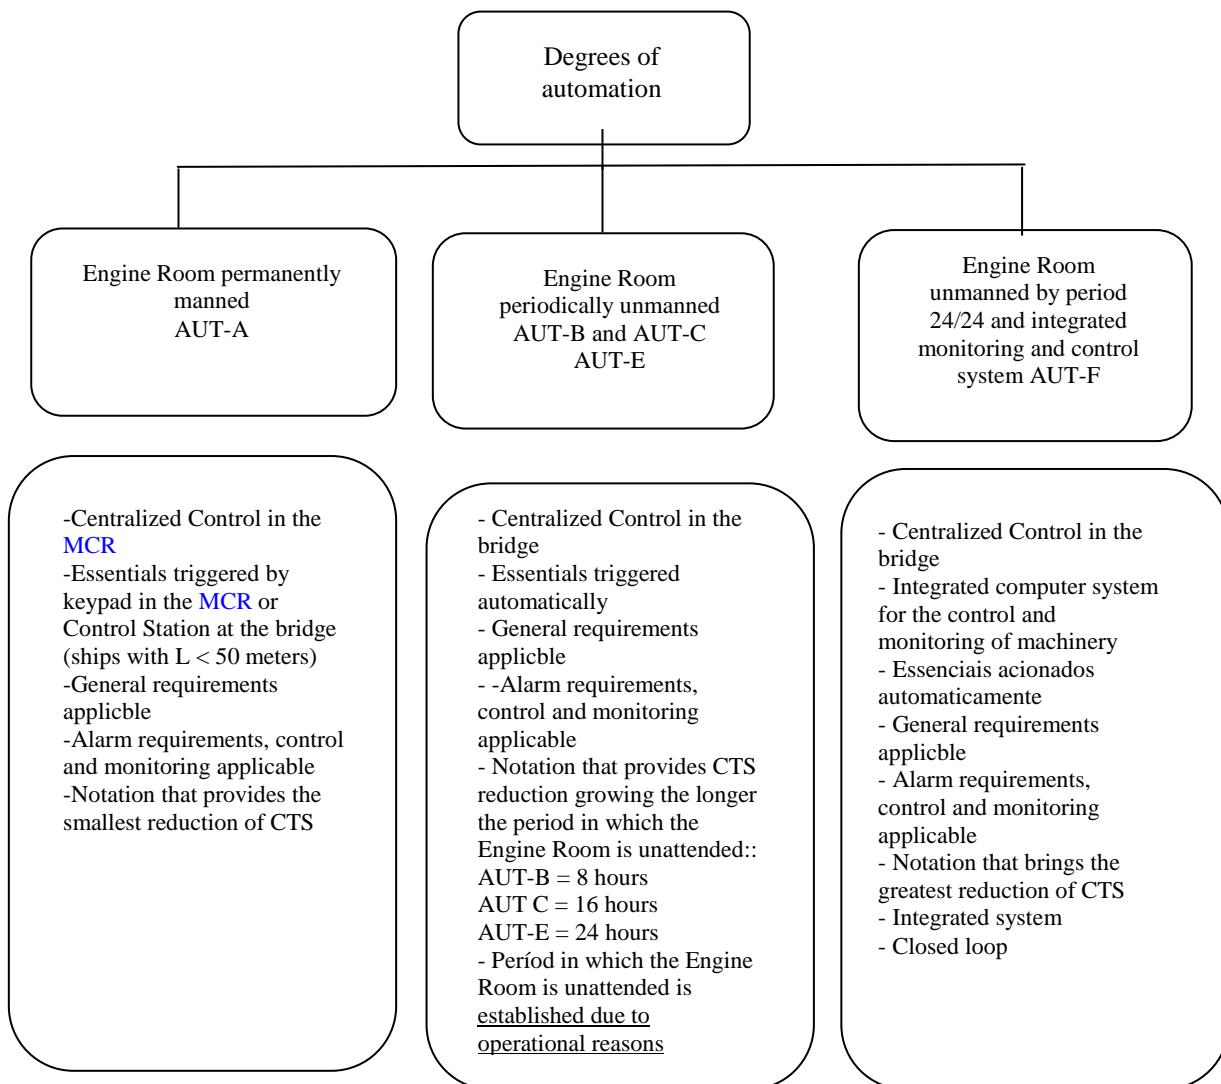 Degrees of
automation
Engine Room permanently
manned
AUT-A
Engine Room
periodically unmanned
AUT-B and AUT-C
AUT-E
Engine Room
unmanned by period
24/24 and integrated
monitoring and control
system AUT-F
-Centralized Control in the
MCR
-Essentials triggered by
keypad in the MCR or
Control Station at the bridge
(ships with L < 50 meters)
-General requirements
applicble
-Alarm requirements, control
and monitoring applicable
-Notation that provides the
smallest reduction of CTS
- Centralized Control in the
bridge
- Essentials triggered
automatically
- General requirements
applicble
- -Alarm requirements,
control and monitoring
applicable
- Notation that provides CTS
reduction growing the longer
the period in which the
Engine Room is unattended::
AUT-B = 8 hours
AUT C = 16 hours
AUT-E = 24 hours
- Períod in which the Engine
Room is unattended is
established due to
operational reasons
- Centralized Control in the
bridge
- Integrated computer system
for the control and
monitoring of machinery
- Essenciais acionados
automaticamente
- General requirements
applicble
- Alarm requirements,
control and monitoring
applicable
- Notation that brings the
greatest reduction of CTS
- Integrated system
- Closed loop